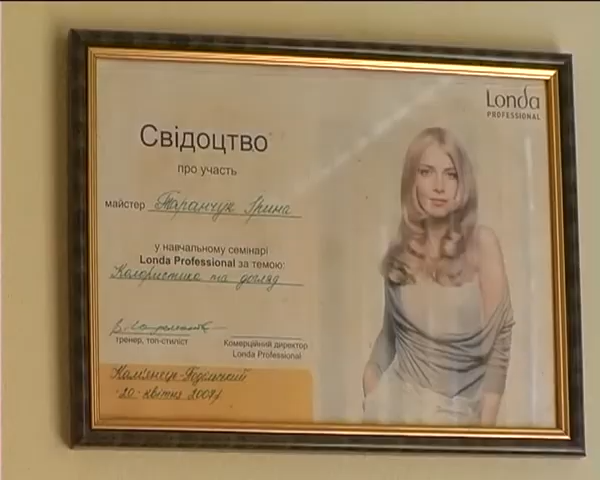 Londa
PROFESSIONAL
Свідоцтво
про участь
майстер Таранчук Ірина
у навчальному семінарі
Londa Professional за темою:
Колористика та догляд
тренер, топ-стиліст
Комерційний директор
Londa Professional
Кам'янець-Подільський
20 квітня